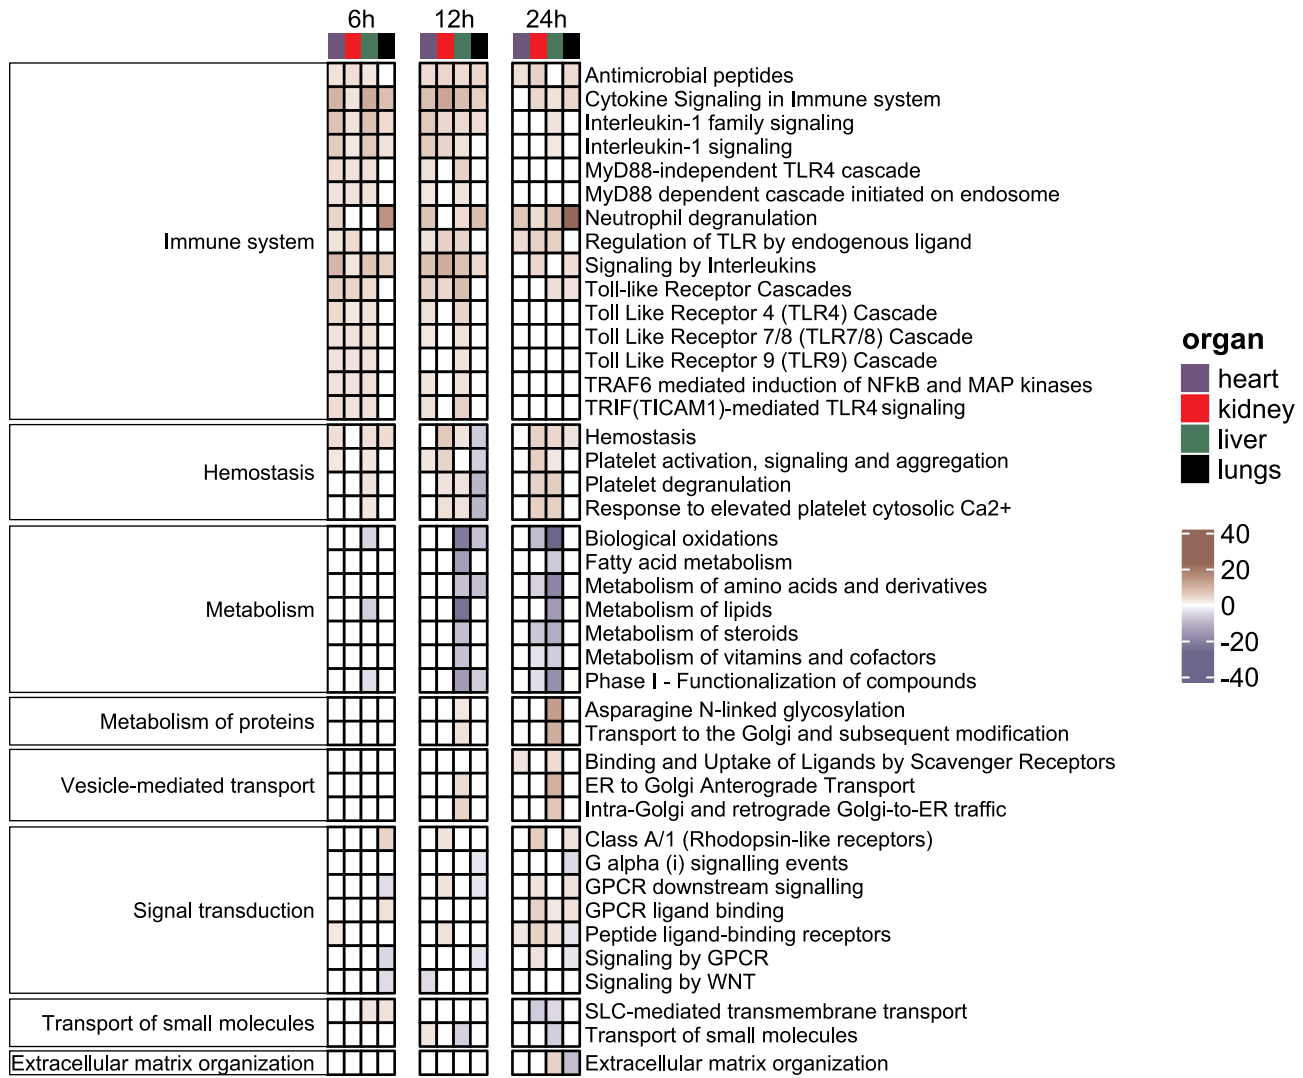 6h 12h 24h
Antimicrobial peptides
Cytokine Signaling in Immune system
Interleukin-1 family signaling
Interleukin-1 signaling
MyD88-independent TLR4 cascade
MyD88 dependent cascade initiated on endosome
Neutrophil degranulation
Immune system
Regulation of TLR by endogenous ligand
Signaling by Interleukins
Toll-like Receptor Cascades
Toll Like Receptor 4 (TLR4) Cascade
Toll Like Receptor 7/8 (TLR7/8) Cascade
Toll Like Receptor 9 (TLR9) Cascade
TRAF6 mediated induction of NFkB and MAP kinases
TRIF(TICAM1)-mediated TLR4 signaling
Hemostasis
Hemostasis
Platelet activation, signaling and aggregation
Platelet degranulation
Response to elevated platelet cytosolic Ca2+
Metabolism
Biological oxidations
Fatty acid metabolism
Metabolism of amino acids and derivatives
Metabolism of lipids
Metabolism of steroids
Metabolism of vitamins and cofactors
Phase I - Functionalization of compounds
Metabolism of proteins
Asparagine N-linked glycosylation
Transport to the Golgi and subsequent modification
Vesicle-mediated transport
Binding and Uptake of Ligands by Scavenger Receptors
ER to Golgi Anterograde Transport
Intra-Golgi and retrograde Golgi-to-ER traffic
Signal transduction
Class A/1 (Rhodopsin-like receptors)
G alpha (i) signalling events
GPCR downstream signalling
GPCR ligand binding
Peptide ligand-binding receptors
Signaling by GPCR
Signaling by WNT
Transport of small molecules
SLC-mediated transmembrane transport
Transport of small molecules
Extracellular matrix organization
Extracellular matrix organization
organ
heart
kidney
liver
lungs
40
20
0
-20
-40